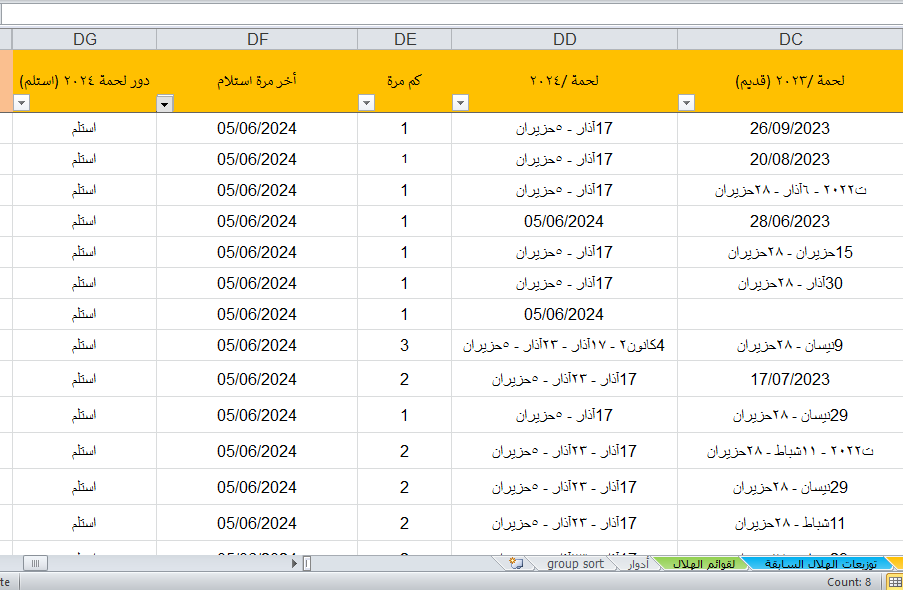 DC DD DE DF DG
لحمة /٢٠٢٣ (قديم) لحمة /٢٠٢٤ كم مرة أخر مرة استلام دور لحمة ٢٠٢٤ (استلم)
26/09/2023 17آذار - ٥حزيران 1 05/06/2024 استلم
20/08/2023 17آذار - ٥حزيران 1 05/06/2024 استلم
ت٢٠٢٢ - ٦آذار - ٢٨حزيران 17آذار - ٥حزيران 1 05/06/2024 استلم
28/06/2023 05/06/2024 1 05/06/2024 استلم
15حزيران - ٢٨حزيران 17آذار - ٥حزيران 1 05/06/2024 استلم
30آذار - ٢٨حزيران 17آذار - ٥حزيران 1 05/06/2024 استلم
05/06/2024 1 05/06/2024 استلم
9نيسان - ٢٨حزيران 4كانون٢ - ١٧آذار - ٢٣آذار - ٥حزيران 3 05/06/2024 استلم
17/07/2023 17آذار - ٢٣آذار - ٥حزيران 2 05/06/2024 استلم
29نيسان - ٢٨حزيران 17آذار - ٥حزيران 1 05/06/2024 استلم
ت٢٠٢٢ - ١١شباط - ٢٨حزيران 17آذار - ٢٣آذار - ٥حزيران 2 05/06/2024 استلم
29نيسان - ٢٨حزيران 17آذار - ٢٣آذار - ٥حزيران 2 05/06/2024 استلم
11شباط - ٢٨حزيران 17آذار - ٢٣آذار - ٥حزيران 2 05/06/2024 استلم
توزيعات الهلال السابقة لقوائم الهلال أدوار group sort
Count: 8